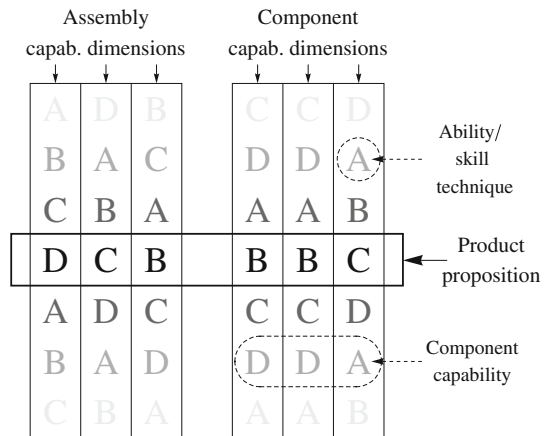 Assembly Component
capab. dimensions capab. dimensions
A D B C C D
B A C D D A
C B A A A B
D C B B B C
A D C C C D
B A D D D A
C B A A A B
Ability/
skill
technique
Product
proposition
Component
capability